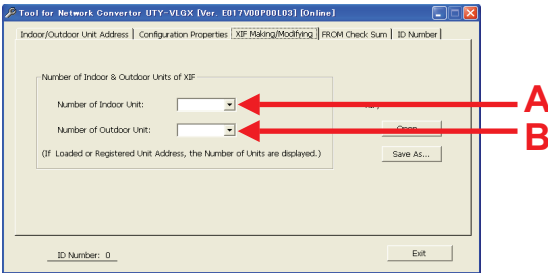 Tool for Network Convertor UTY-VLGX [Ver. E017V00P00L03] [Online]
Indoor/Outdoor Unit Address Configuration Properties XIF Making/Modifying FROM Check Sum ID Number
Number of Indoor & Outdoor Units of XIF
Number of Indoor Unit:
A
Number of Outdoor Unit:
B
(If Loaded or Registered Unit Address, the Number of Units are displayed.)
Save As...
ID Number: 0
Exit